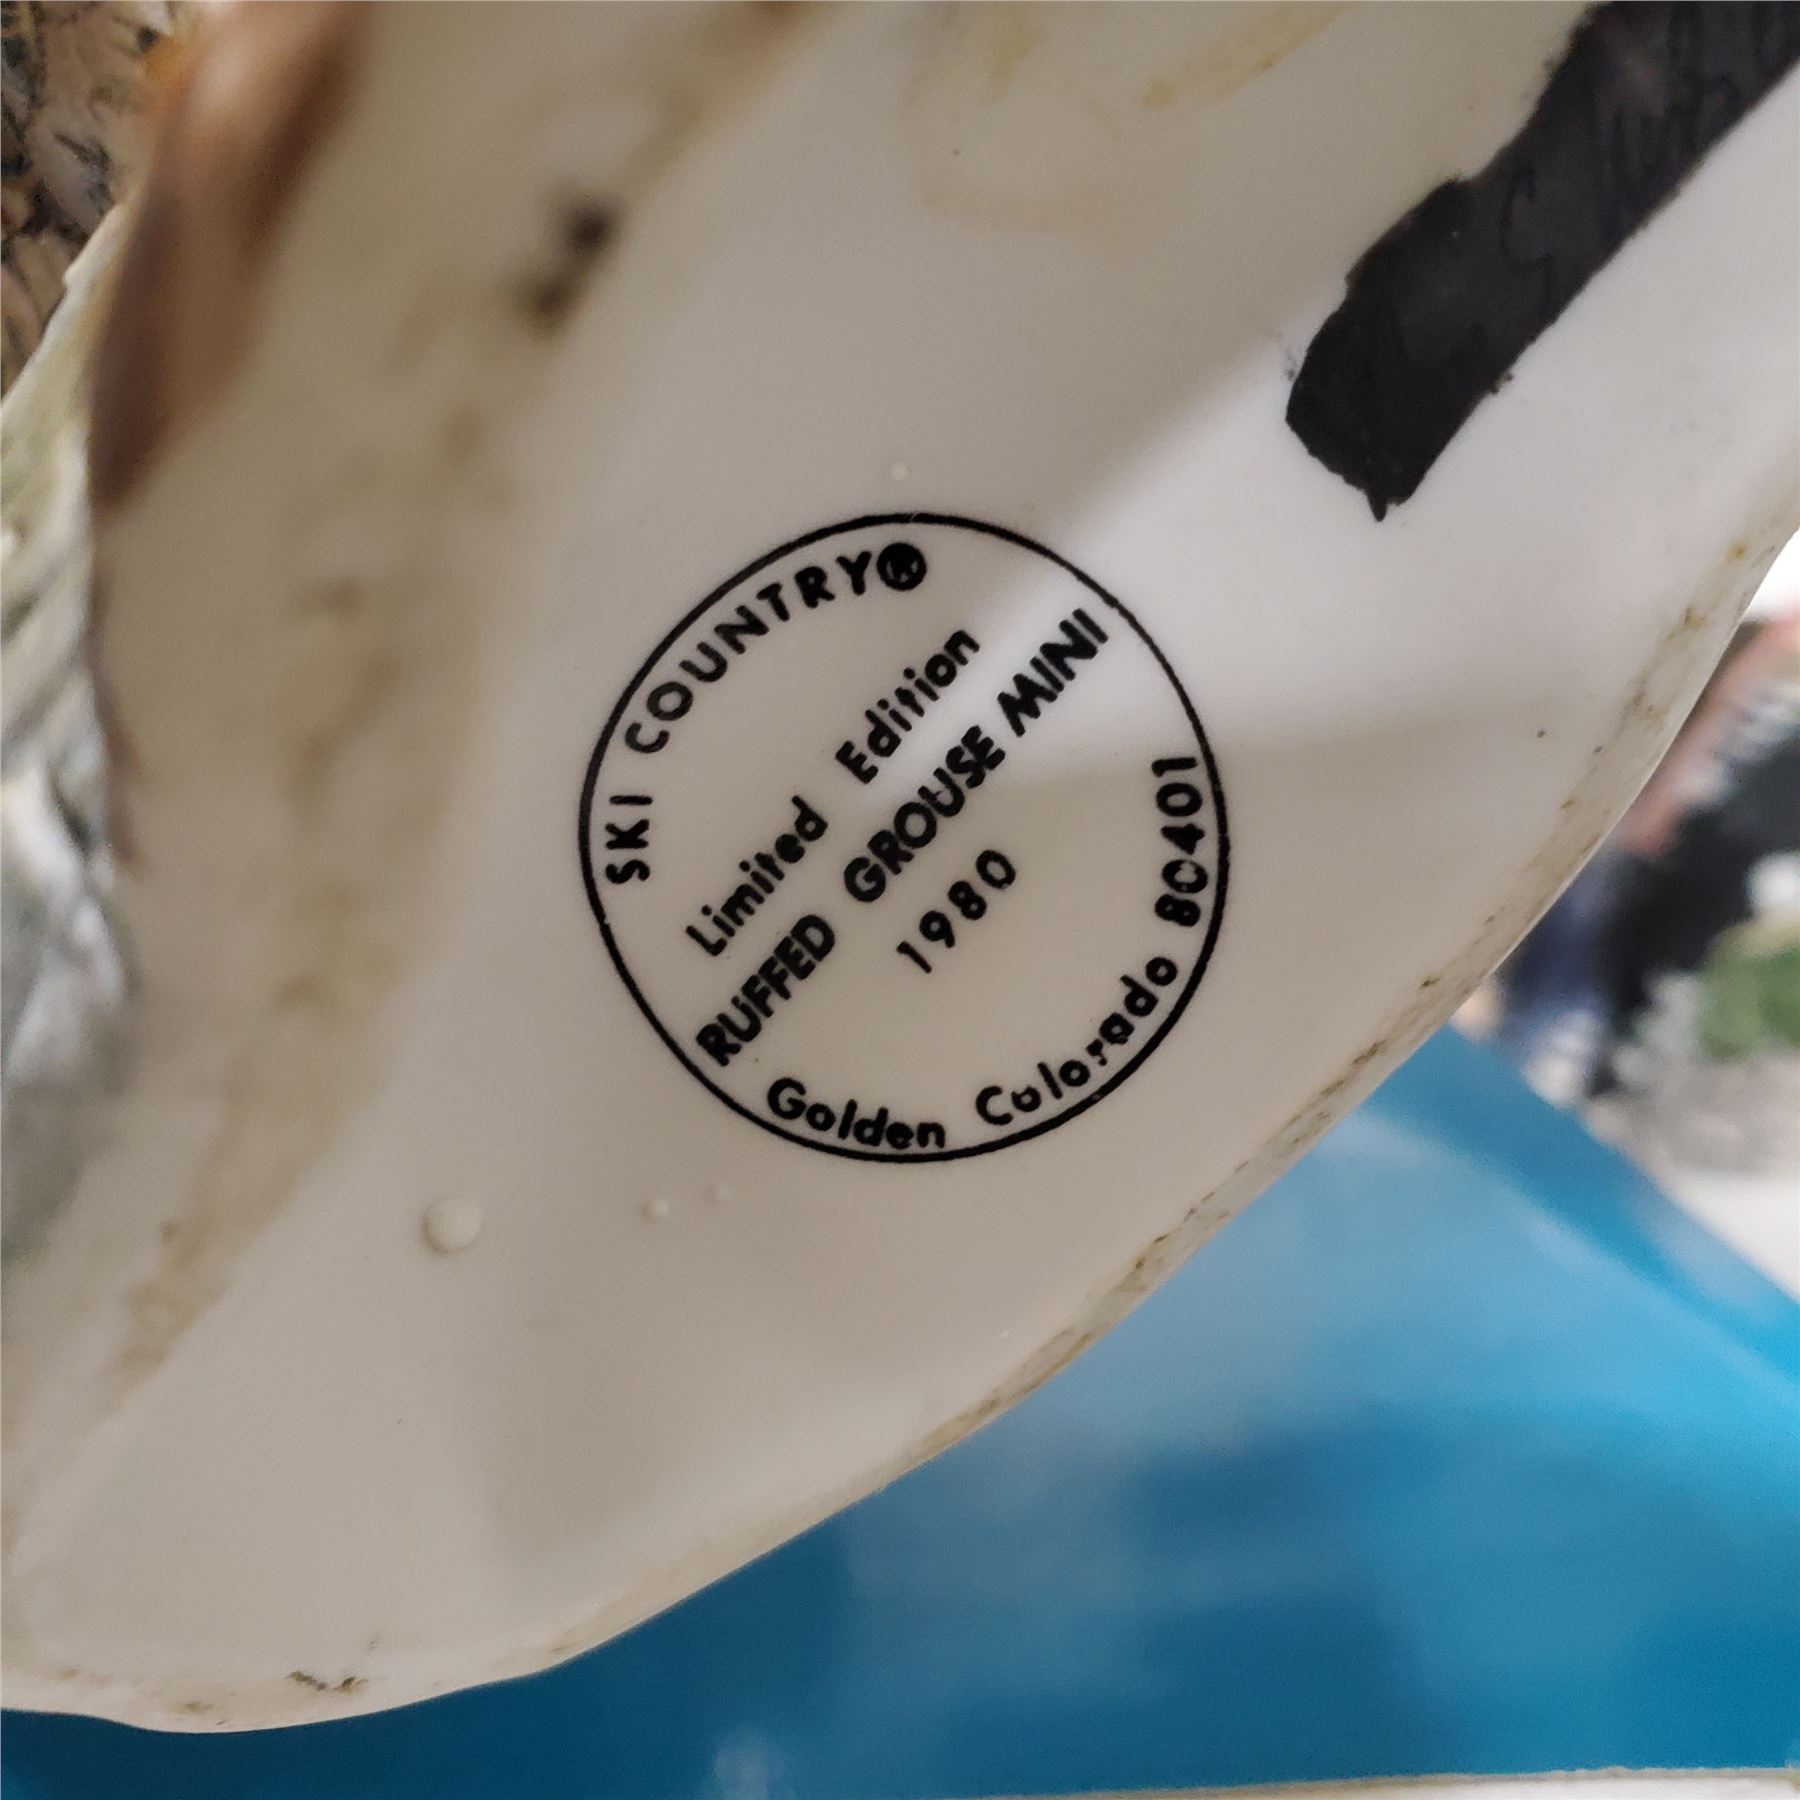 SKI COUNTRY®
Limited Edition
RUFFED GROUSE MINI
1980
Golden Colorado 80401